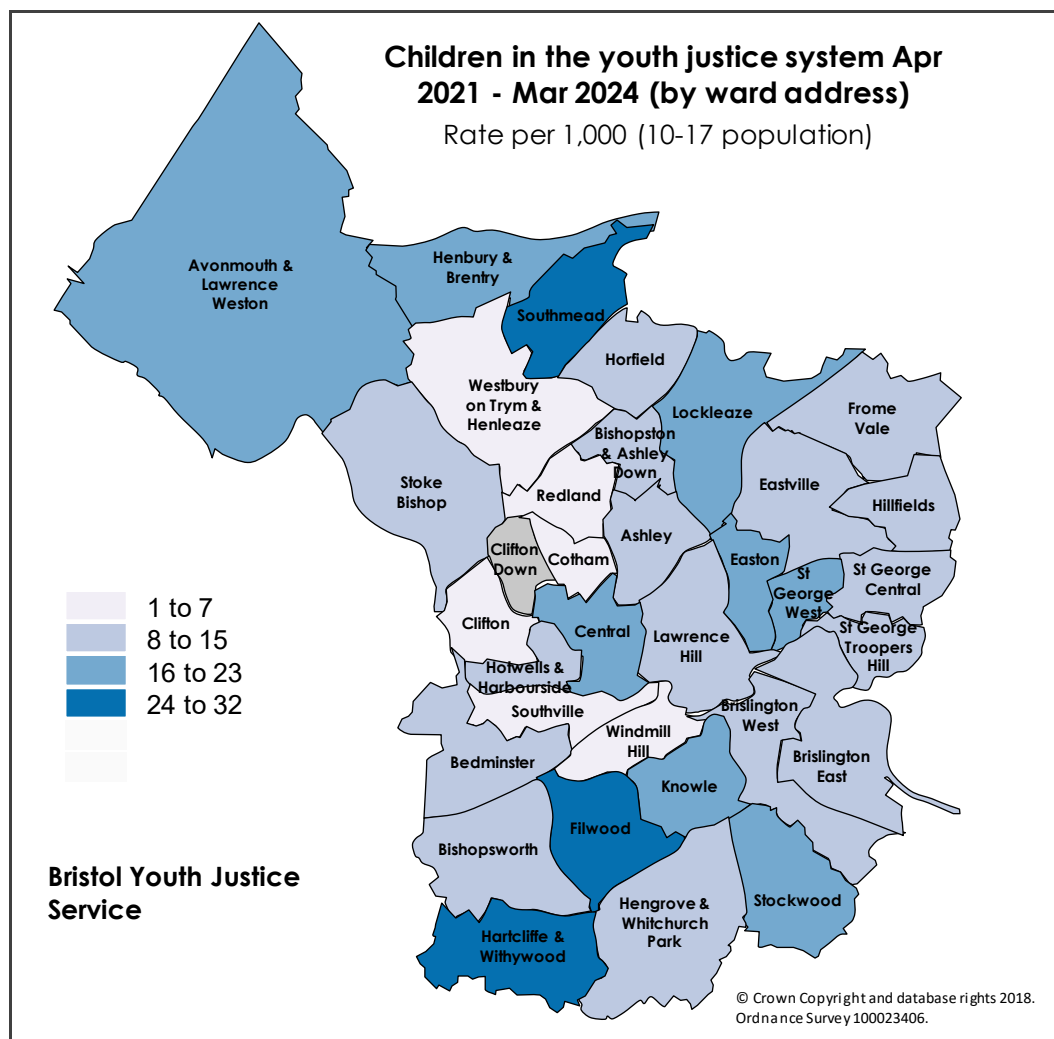 Children in the youth justice system Apr
2021 - Mar 2024 (by ward address)
Rate per 1,000 (10-17 population)
Avonmouth &
Lawrence
Weston
Henbury &
Brentry
Southmead
Horfield
Westbury
on Trym &
Henleaze
Lockleaze
Frome
Vale
Bishopston
& Ashley
Down
Stoke
Bishop
Redland
Eastville
Hillfields
Ashley
Clifton
Down
Cotham
Easton
St
George
West
St George
Central
Clifton
Central
Lawrence
Hill
St George
Troopers
Hill
Hotwells &
Harbourside
Southville
Windmill
Hill
Brislington
West
Brislington
East
Bedminster
Knowle
Filwood
Bishopsworth
Stockwood
Hengrove &
Whitchurch
Park
Hartcliffe &
Withywood
1 to 7
8 to 15
16 to 23
24 to 32
Bristol Youth Justice
Service
© Crown Copyright and database rights 2018.
Ordnance Survey 100023406.